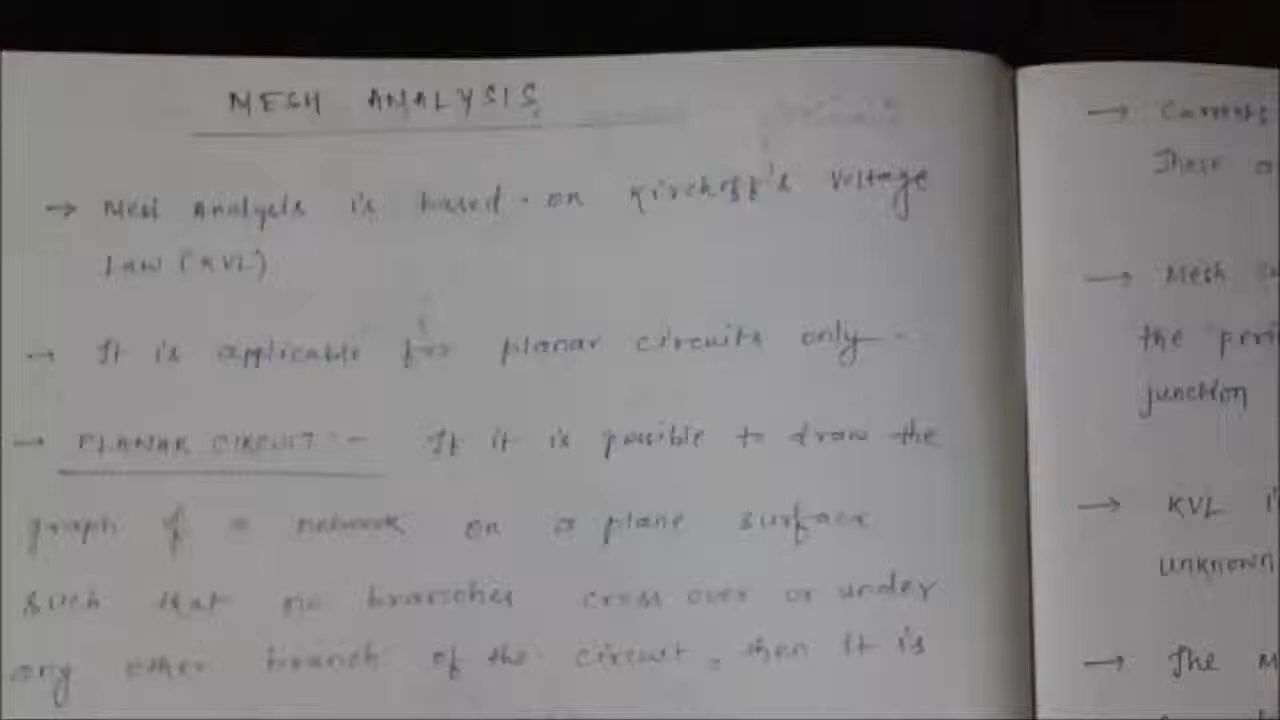 MESH ANALYSIS
→ Mesh Analysis is based on Kirchoff's Voltage
Law (KVL)
→ It is applicable for planar circuits only.
→ PLANAR CIRCUIT :- If it is possible to draw the
graph of a network on a plane surface
such that no branches cross over or under
any other branch of the circuit, then it is
→ Currents
There
→ Mesh
the
junction
→ KVL
unknown
→ The